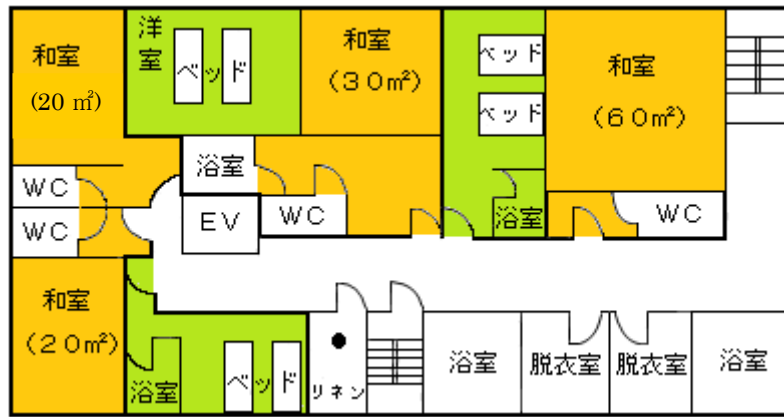 和室
(20 ㎡)
洋室
ベッド
和室
(30㎡)
ベッド
ベッド
和室
(60㎡)
浴室
WC
WC
EV
WC
浴室
WC
和室
(20㎡)
浴室
ベッド
リネン
浴室
脱衣室
脱衣室
浴室